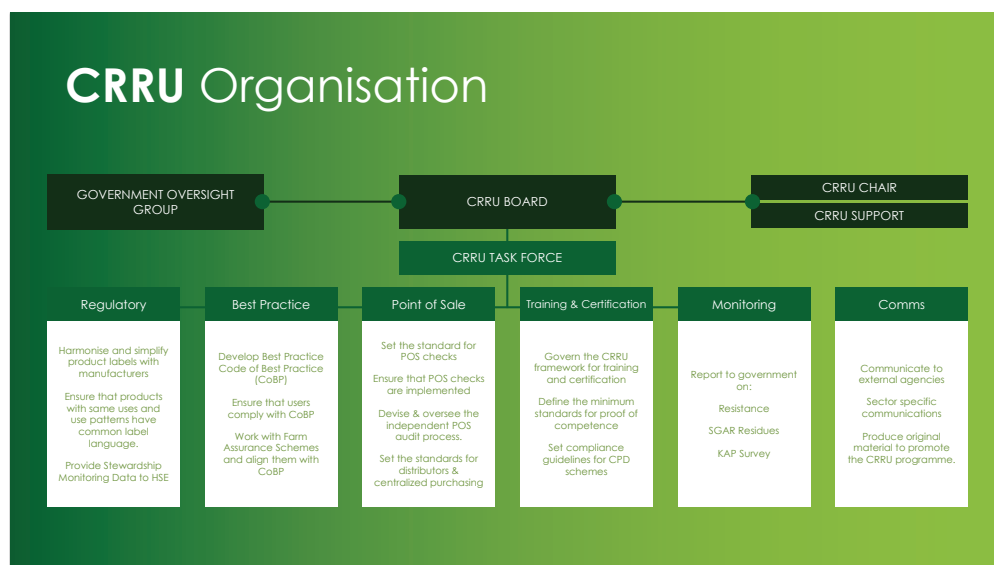 CRRU Organisation
GOVERNMENT OVERSIGHT
GROUP
CRRU BOARD
CRRU CHAIR
CRRU SUPPORT
CRRU TASK FORCE
Regulatory
Harmonise and simplify
product labels with
manufacturers
Ensure that products
with same uses and
use patterns have
common label
language.
Provide Stewardship
Monitoring Data to HSE
Best Practice
Develop Best Practice
Code of Best Practice
(CoBP)
Ensure that users
comply with CoBP
Work with Farm
Assurance Schemes
and align them with
CoBP
Point of Sale
Set the standard for
POS checks
Ensure that POS checks
are implemented
Devise & oversee the
independent POS
audit process.
Set the standards for
distributors &
centralized purchasing
Training & Certification
Govern the CRRU
framework for training
and certification
Define the minimum
standards for proof of
competence
Set compliance
guidelines for CPD
schemes
Monitoring
Report to government
on:
Resistance
SGAR Residues
KAP Survey
Comms
Communicate to
external agencies
Sector specific
communications
Produce original
material to promote
the CRRU programme.